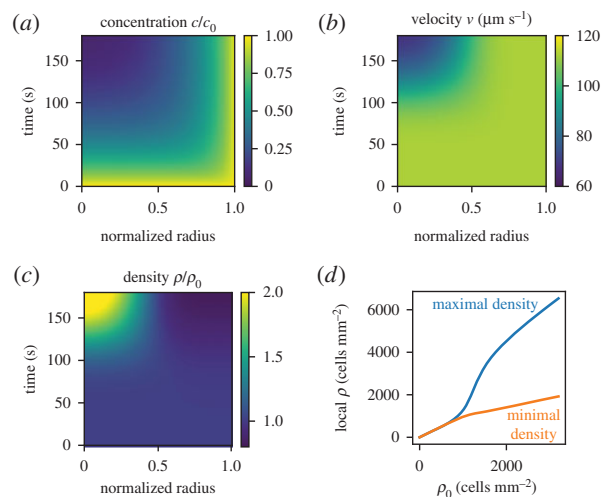 (a)
concentration c/c₀
time (s)
150
100
50
0
0
0.5
1.0
normalized radius
1.00
0.75
0.50
0.25
0
(b)
velocity v (μm s⁻¹)
time (s)
150
100
50
0
0
0.5
1.0
normalized radius
120
100
80
60
(c)
density ρ/ρ₀
time (s)
150
100
50
0
0
0.5
1.0
normalized radius
2.0
1.5
1.0
(d)
local ρ (cells mm⁻²)
6000
4000
2000
0
maximal density
minimal
density
0
2000
ρ₀ (cells mm⁻²)